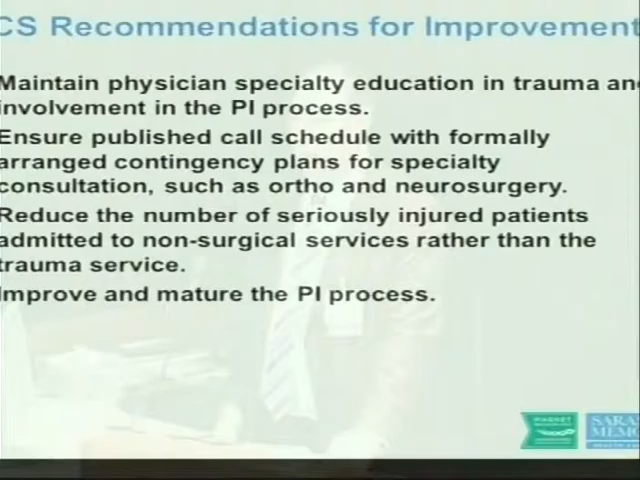 CS Recommendations for Improvement
Maintain physician specialty education in trauma and
involvement in the PI process.
Ensure published call schedule with formally
arranged contingency plans for specialty
consultation, such as ortho and neurosurgery.
Reduce the number of seriously injured patients
admitted to non-surgical services rather than the
trauma service.
Improve and mature the PI process.
MAGNET
SARA
MEMO